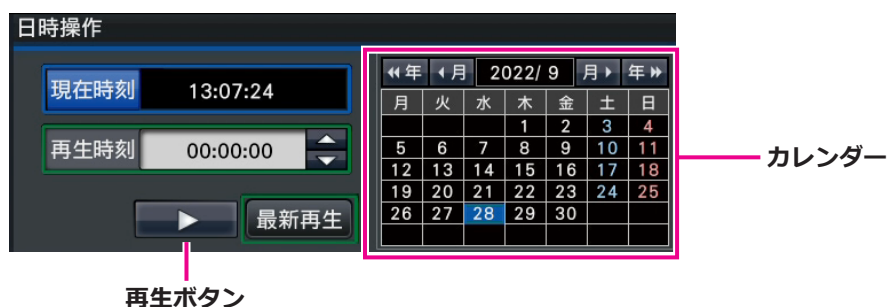 日時操作
現在時刻 13:07:24
再生時刻 00:00:00
最新再生
年 月 2022/ 9 月 年
月 火 水 木 金 土 日
1 2 3 4
5 6 7 8 9 10 11
12 13 14 15 16 17 18
19 20 21 22 23 24 25
26 27 28 29 30
カレンダー
再生ボタン